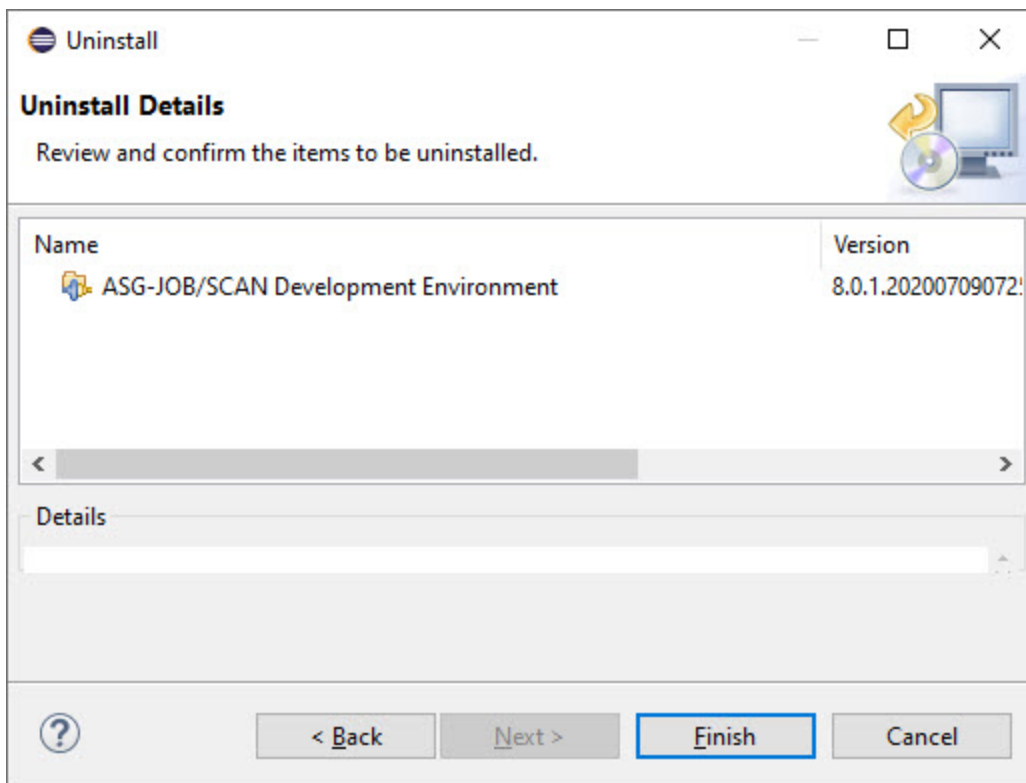 Uninstall
Uninstall Details
Review and confirm the items to be uninstalled.
Name Version
ASG-JOB/SCAN Development Environment 8.0.1.202007090725
Details
< Back Next > Finish Cancel